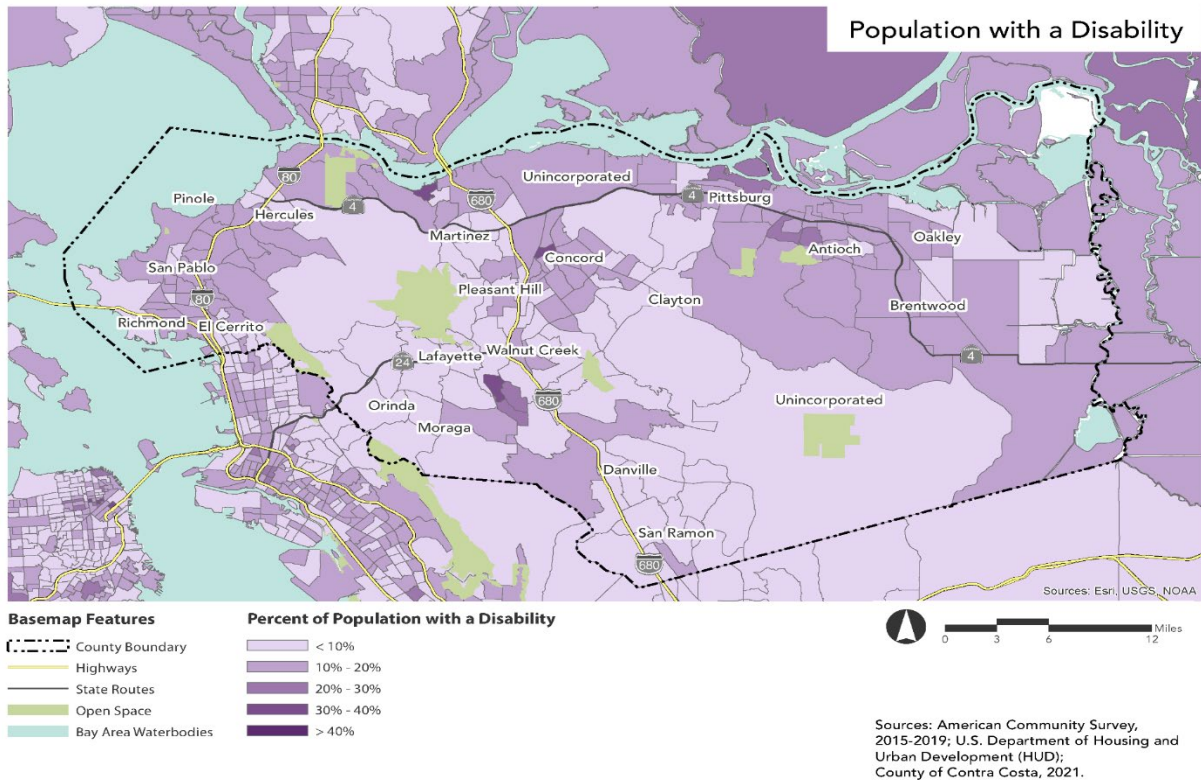 Population with a Disability
Unincorporated
80
Pinole
4
680
4
Pittsburg
Hercules
Martinez
Concord
Antioch
Oakley
San Pablo
80
Pleasant Hill
Clayton
Brentwood
Richmond
El Cerrito
24
Lafayette
Walnut Creek
4
Orinda
680
Unincorporated
Moraga
Danville
San Ramon
680
Sources: Esri, USGS, NOAA
Basemap Features
County Boundary
Highways
State Routes
Open Space
Bay Area Waterbodies
Percent of Population with a Disability
< 10%
10% - 20%
20% - 30%
30% - 40%
> 40%
Miles
0 3 6 12
Sources: American Community Survey,
2015-2019; U.S. Department of Housing and
Urban Development (HUD);
County of Contra Costa, 2021.